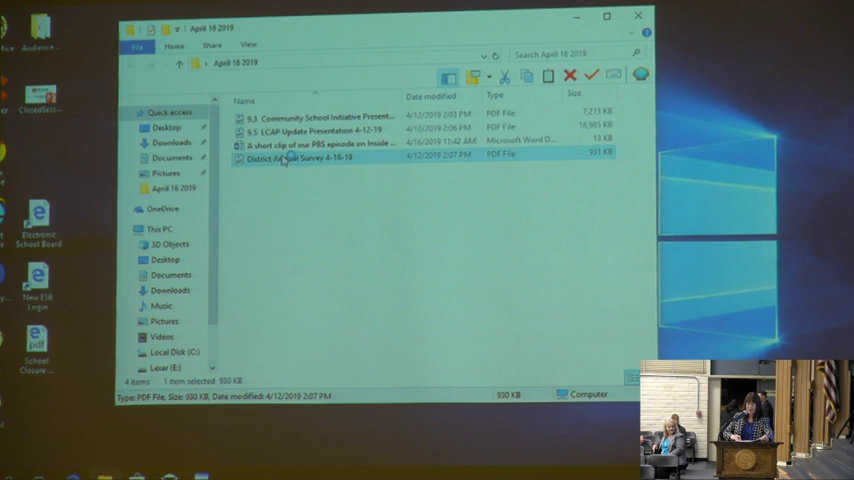 April 16 2019
File Home Share View
April 16 2019
Search April 16 2019
Name Date modified Type Size
9.3 Community School Initiative Present... 4/12/2019 2:03 PM PDF File 7,213 KB
9.5 LCAP Update Presentation 4-12-19 4/12/2019 2:06 PM PDF File 18,985 KB
A short clip of our PBS episode on Inside ... 4/16/2019 11:42 AM Microsoft Word D... 13 KB
District Annual Survey 4-16-19 4/12/2019 2:07 PM PDF File 931 KB
Quick access
Desktop
Downloads
Documents
Pictures
April 16 2019
OneDrive
This PC
3D Objects
Desktop
Documents
Downloads
Music
Pictures
Videos
Local Disk (C:)
Lexar (E:)
4 items 1 item selected: 930 KB
Type: PDF File, Size: 930 KB, Date modified: 4/12/2019 2:07 PM 930 KB Computer
Audience...
ClosedSess...
Electronic
School Board
New ESB
Login
pdf
School
Closure ...